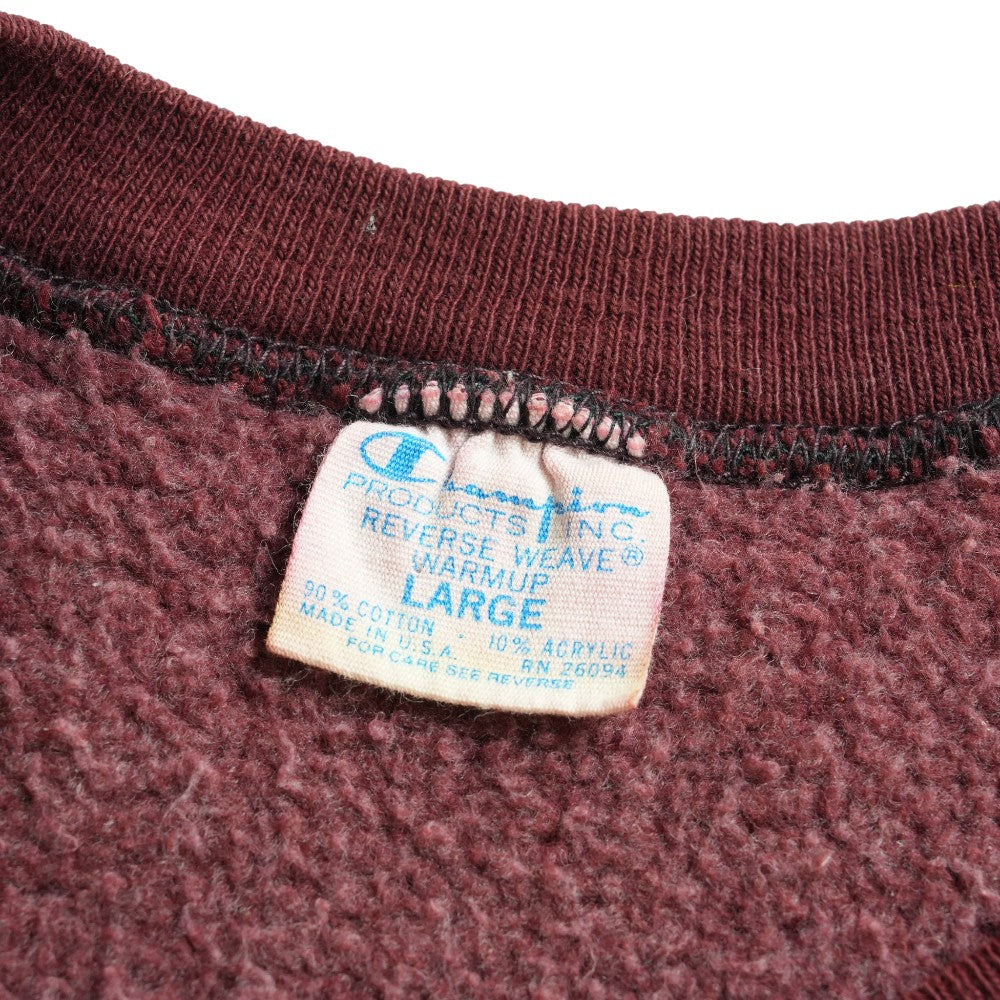 Champion
PRODUCTS INC.
REVERSE WEAVE®
WARMUP
LARGE
90% COTTON · 10% ACRYLIC
MADE IN U.S.A RN 26094
FOR CARE SEE REVERSE